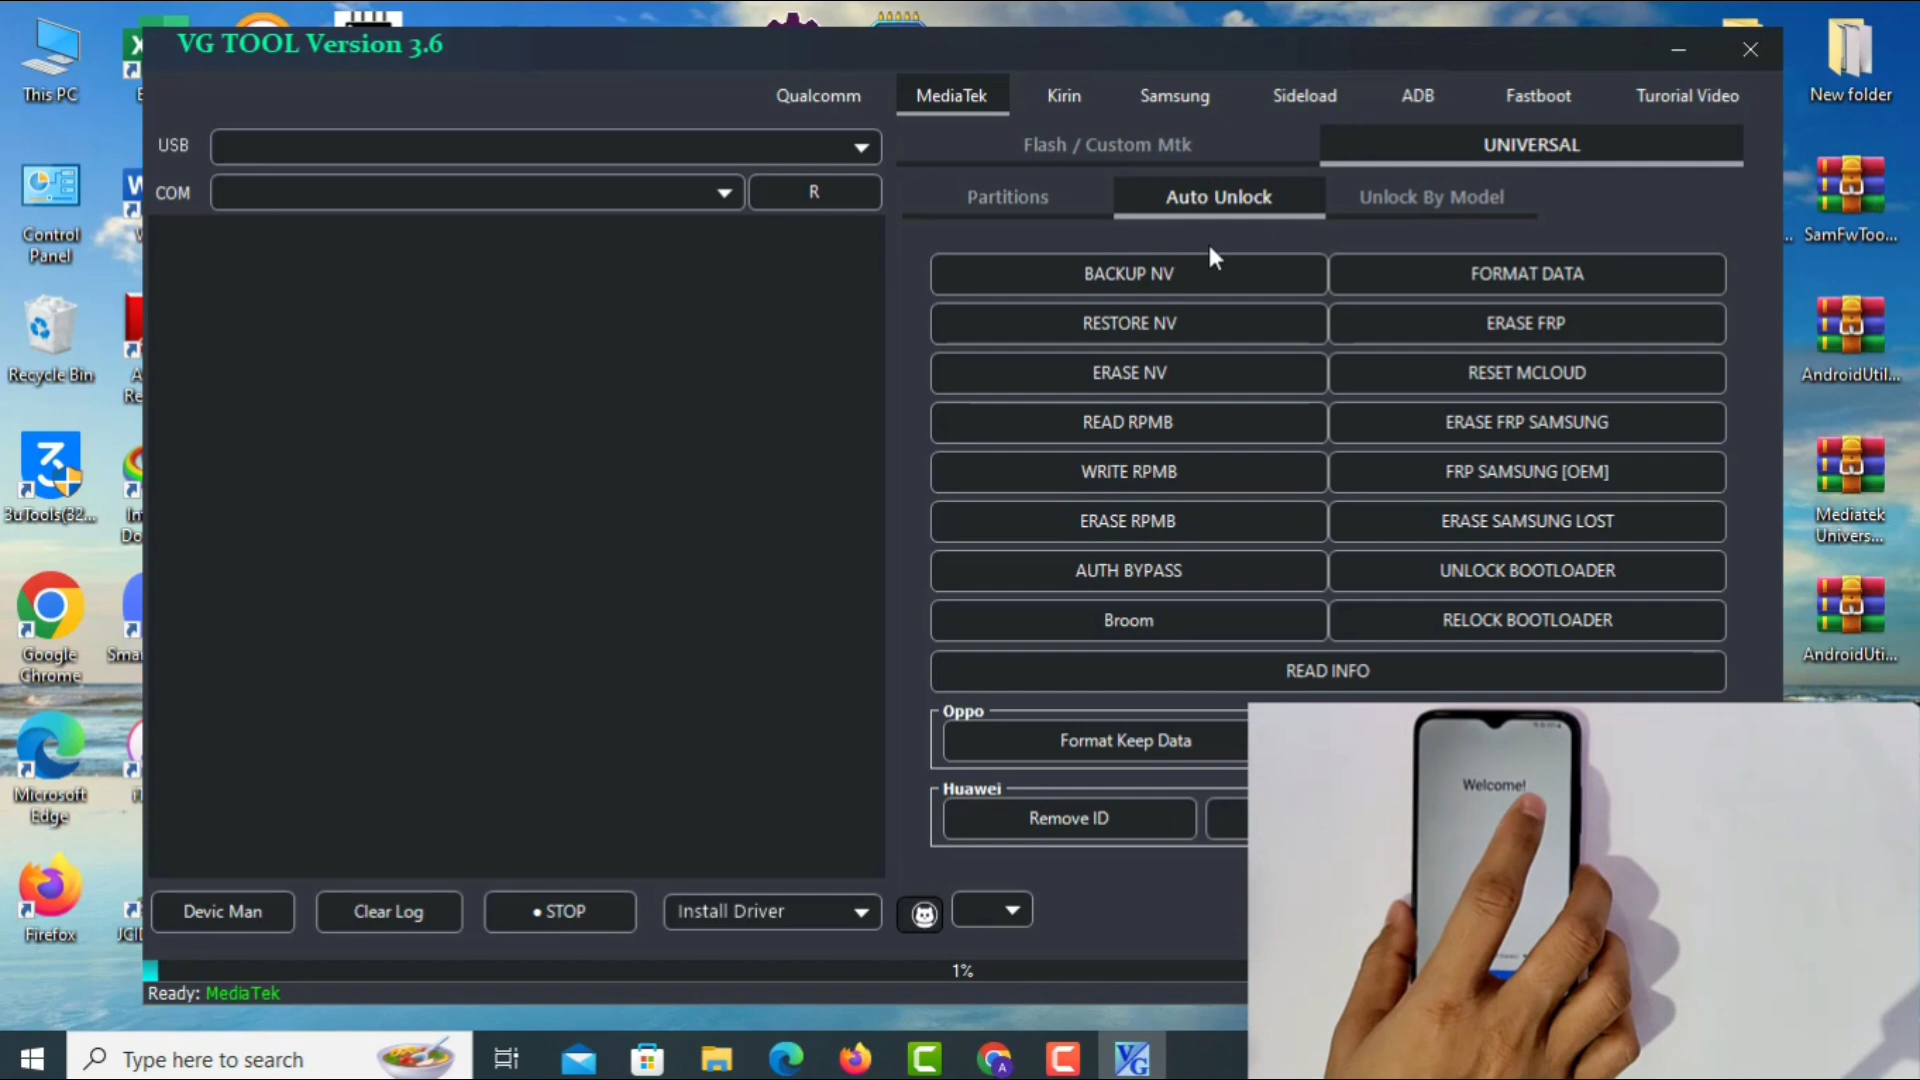 VG TOOL Version 3.6
Qualcomm MediaTek Kirin Samsung Sideload ADB Fastboot Turorial Video
USB
COM R
Flash / Custom Mtk UNIVERSAL
Partitions Auto Unlock Unlock By Model
BACKUP NV FORMAT DATA
RESTORE NV ERASE FRP
ERASE NV RESET MCLOUD
READ RPMB ERASE FRP SAMSUNG
WRITE RPMB FRP SAMSUNG [OEM]
ERASE RPMB ERASE SAMSUNG LOST
AUTH BYPASS UNLOCK BOOTLOADER
Broom RELOCK BOOTLOADER
READ INFO
Oppo
Format Keep Data
Huawei
Remove ID
Devic Man Clear Log STOP Install Driver
1%
Ready: MediaTek
Welcome!
This PC
Control
Panel
Recycle Bin
3uTools(32...
Google
Chrome
Microsoft
Edge
Firefox
New folder
SamFwToo...
AndroidUtil...
Mediatek
Univers...
AndroidUti...
Type here to search